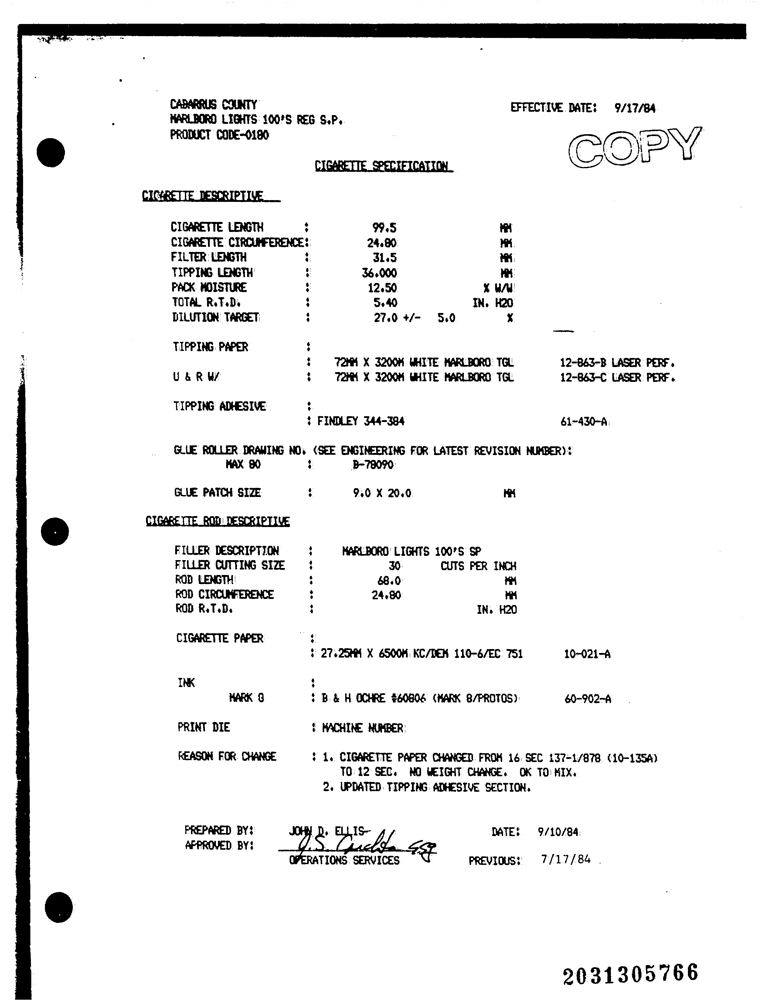 CABARRUS COUNTY EFFECTIVE DATE: 9/17/84
MARLBORO LIGHTS 100'S REG S.P.
PRODUCT CODE-0180
COPY
CIGARETTE SPECIFICATION
CIGARETTE DESCRIPTIVE
CIGARETTE LENGTH : 99.5 MM
CIGARETTE CIRCUMFERENCE: 24.80 MM
FILTER LENGTH : 31.5 MM
TIPPING LENGTH : 36.000 MM
PACK MOISTURE : 12.50 % W/W
TOTAL R.T.D. : 5.40 IN. H2O
DILUTION TARGET : 27.0 +/- 5.0 %
TIPPING PAPER :
: 72MM X 3200M WHITE MARLBORO TGL 12-863-B LASER PERF.
U & R W/ : 72MM X 3200M WHITE MARLBORO TGL 12-863-C LASER PERF.
TIPPING ADHESIVE :
: FINDLEY 344-384 61-430-A
GLUE ROLLER DRAWING NO. (SEE ENGINEERING FOR LATEST REVISION NUMBER):
MAX 80 : B-78090
GLUE PATCH SIZE : 9.0 X 20.0 MM
CIGARETTE ROD DESCRIPTIVE
FILLER DESCRIPTION : MARLBORO LIGHTS 100'S SP
FILLER CUTTING SIZE : 30 CUTS PER INCH
ROD LENGTH : 68.0 MM
ROD CIRCUMFERENCE : 24.80 MM
ROD R.T.D. : IN. H2O
CIGARETTE PAPER :
: 27.25MM X 6500M KC/DEM 110-6/EC 751 10-021-A
INK :
MARK 8 : B & H OCHRE #60806 (MARK 8/PROTOS) 60-902-A
PRINT DIE : MACHINE NUMBER
REASON FOR CHANGE : 1. CIGARETTE PAPER CHANGED FROM 16 SEC 137-1/878 (10-135A)
TO 12 SEC. NO WEIGHT CHANGE. OK TO MIX.
2. UPDATED TIPPING ADHESIVE SECTION.
PREPARED BY: JOHN D. ELLIS DATE: 9/10/84
APPROVED BY:
OPERATIONS SERVICES PREVIOUS: 7/17/84
2031305766